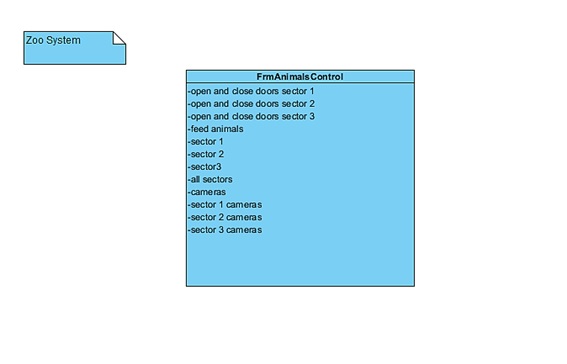 Zoo System
FrmAnimalsControl
-open and close doors sector 1
-open and close doors sector 2
-open and close doors sector 3
-feed animals
-sector 1
-sector 2
-sector3
-all sectors
-cameras
-sector 1 cameras
-sector 2 cameras
-sector 3 cameras